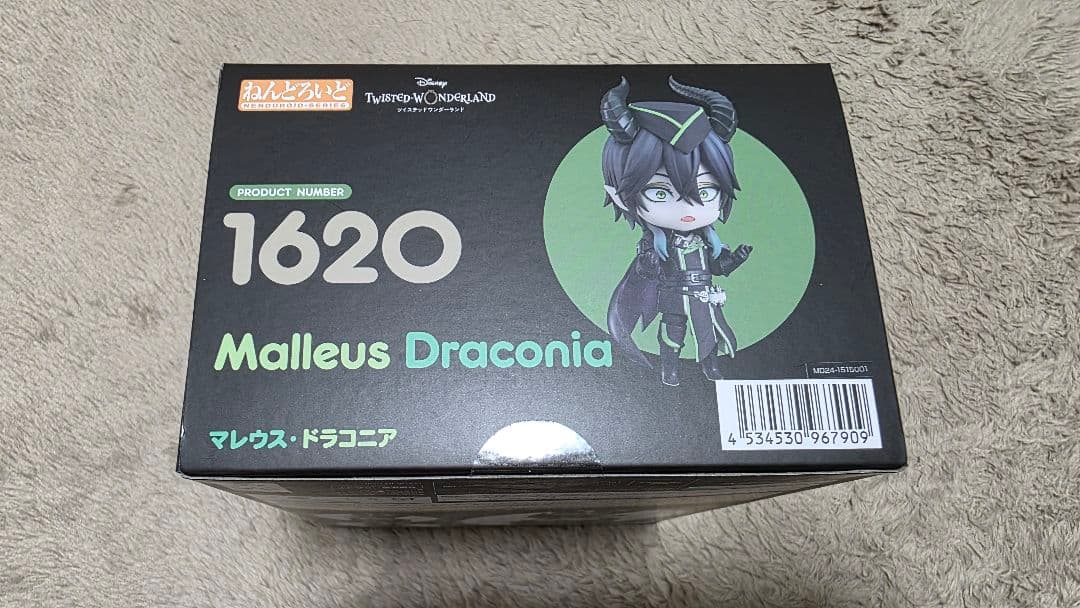 ねんどろいど
NENDOROID-SERIES
Disney
TWISTED-WONDERLAND
ツイステッドワンダーランド
PRODUCT NUMBER
1620
Malleus Draconia
マレウス・ドラコニア
MD24-1515001
4 534530 967909